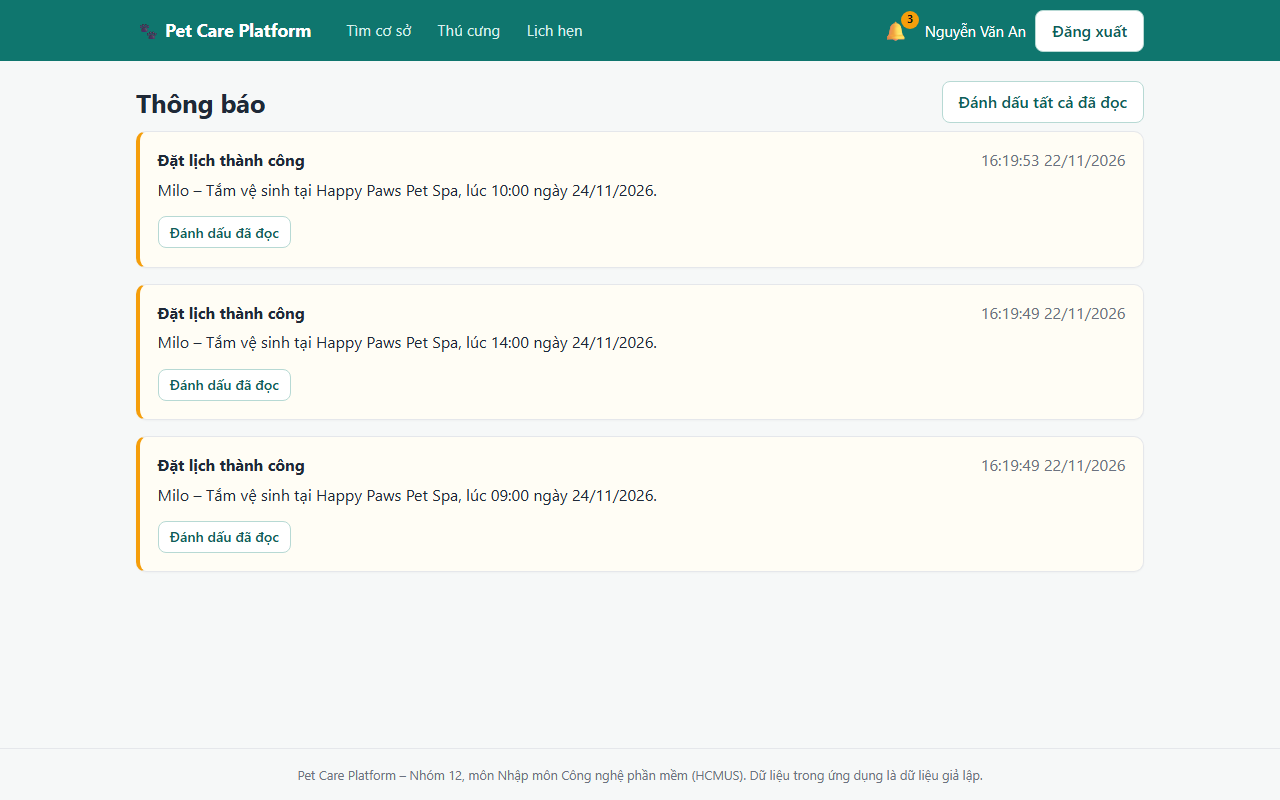 Pet Care Platform Tìm cơ sở Thú cưng Lịch hẹn 3 Nguyễn Văn An Đăng xuất
Thông báo Đánh dấu tất cả đã đọc
Đặt lịch thành công 16:19:53 22/11/2026
Milo – Tắm vệ sinh tại Happy Paws Pet Spa, lúc 10:00 ngày 24/11/2026.
Đánh dấu đã đọc
Đặt lịch thành công 16:19:49 22/11/2026
Milo – Tắm vệ sinh tại Happy Paws Pet Spa, lúc 14:00 ngày 24/11/2026.
Đánh dấu đã đọc
Đặt lịch thành công 16:19:49 22/11/2026
Milo – Tắm vệ sinh tại Happy Paws Pet Spa, lúc 09:00 ngày 24/11/2026.
Đánh dấu đã đọc
Pet Care Platform – Nhóm 12, môn Nhập môn Công nghệ phần mềm (HCMUS). Dữ liệu trong ứng dụng là dữ liệu giả lập.